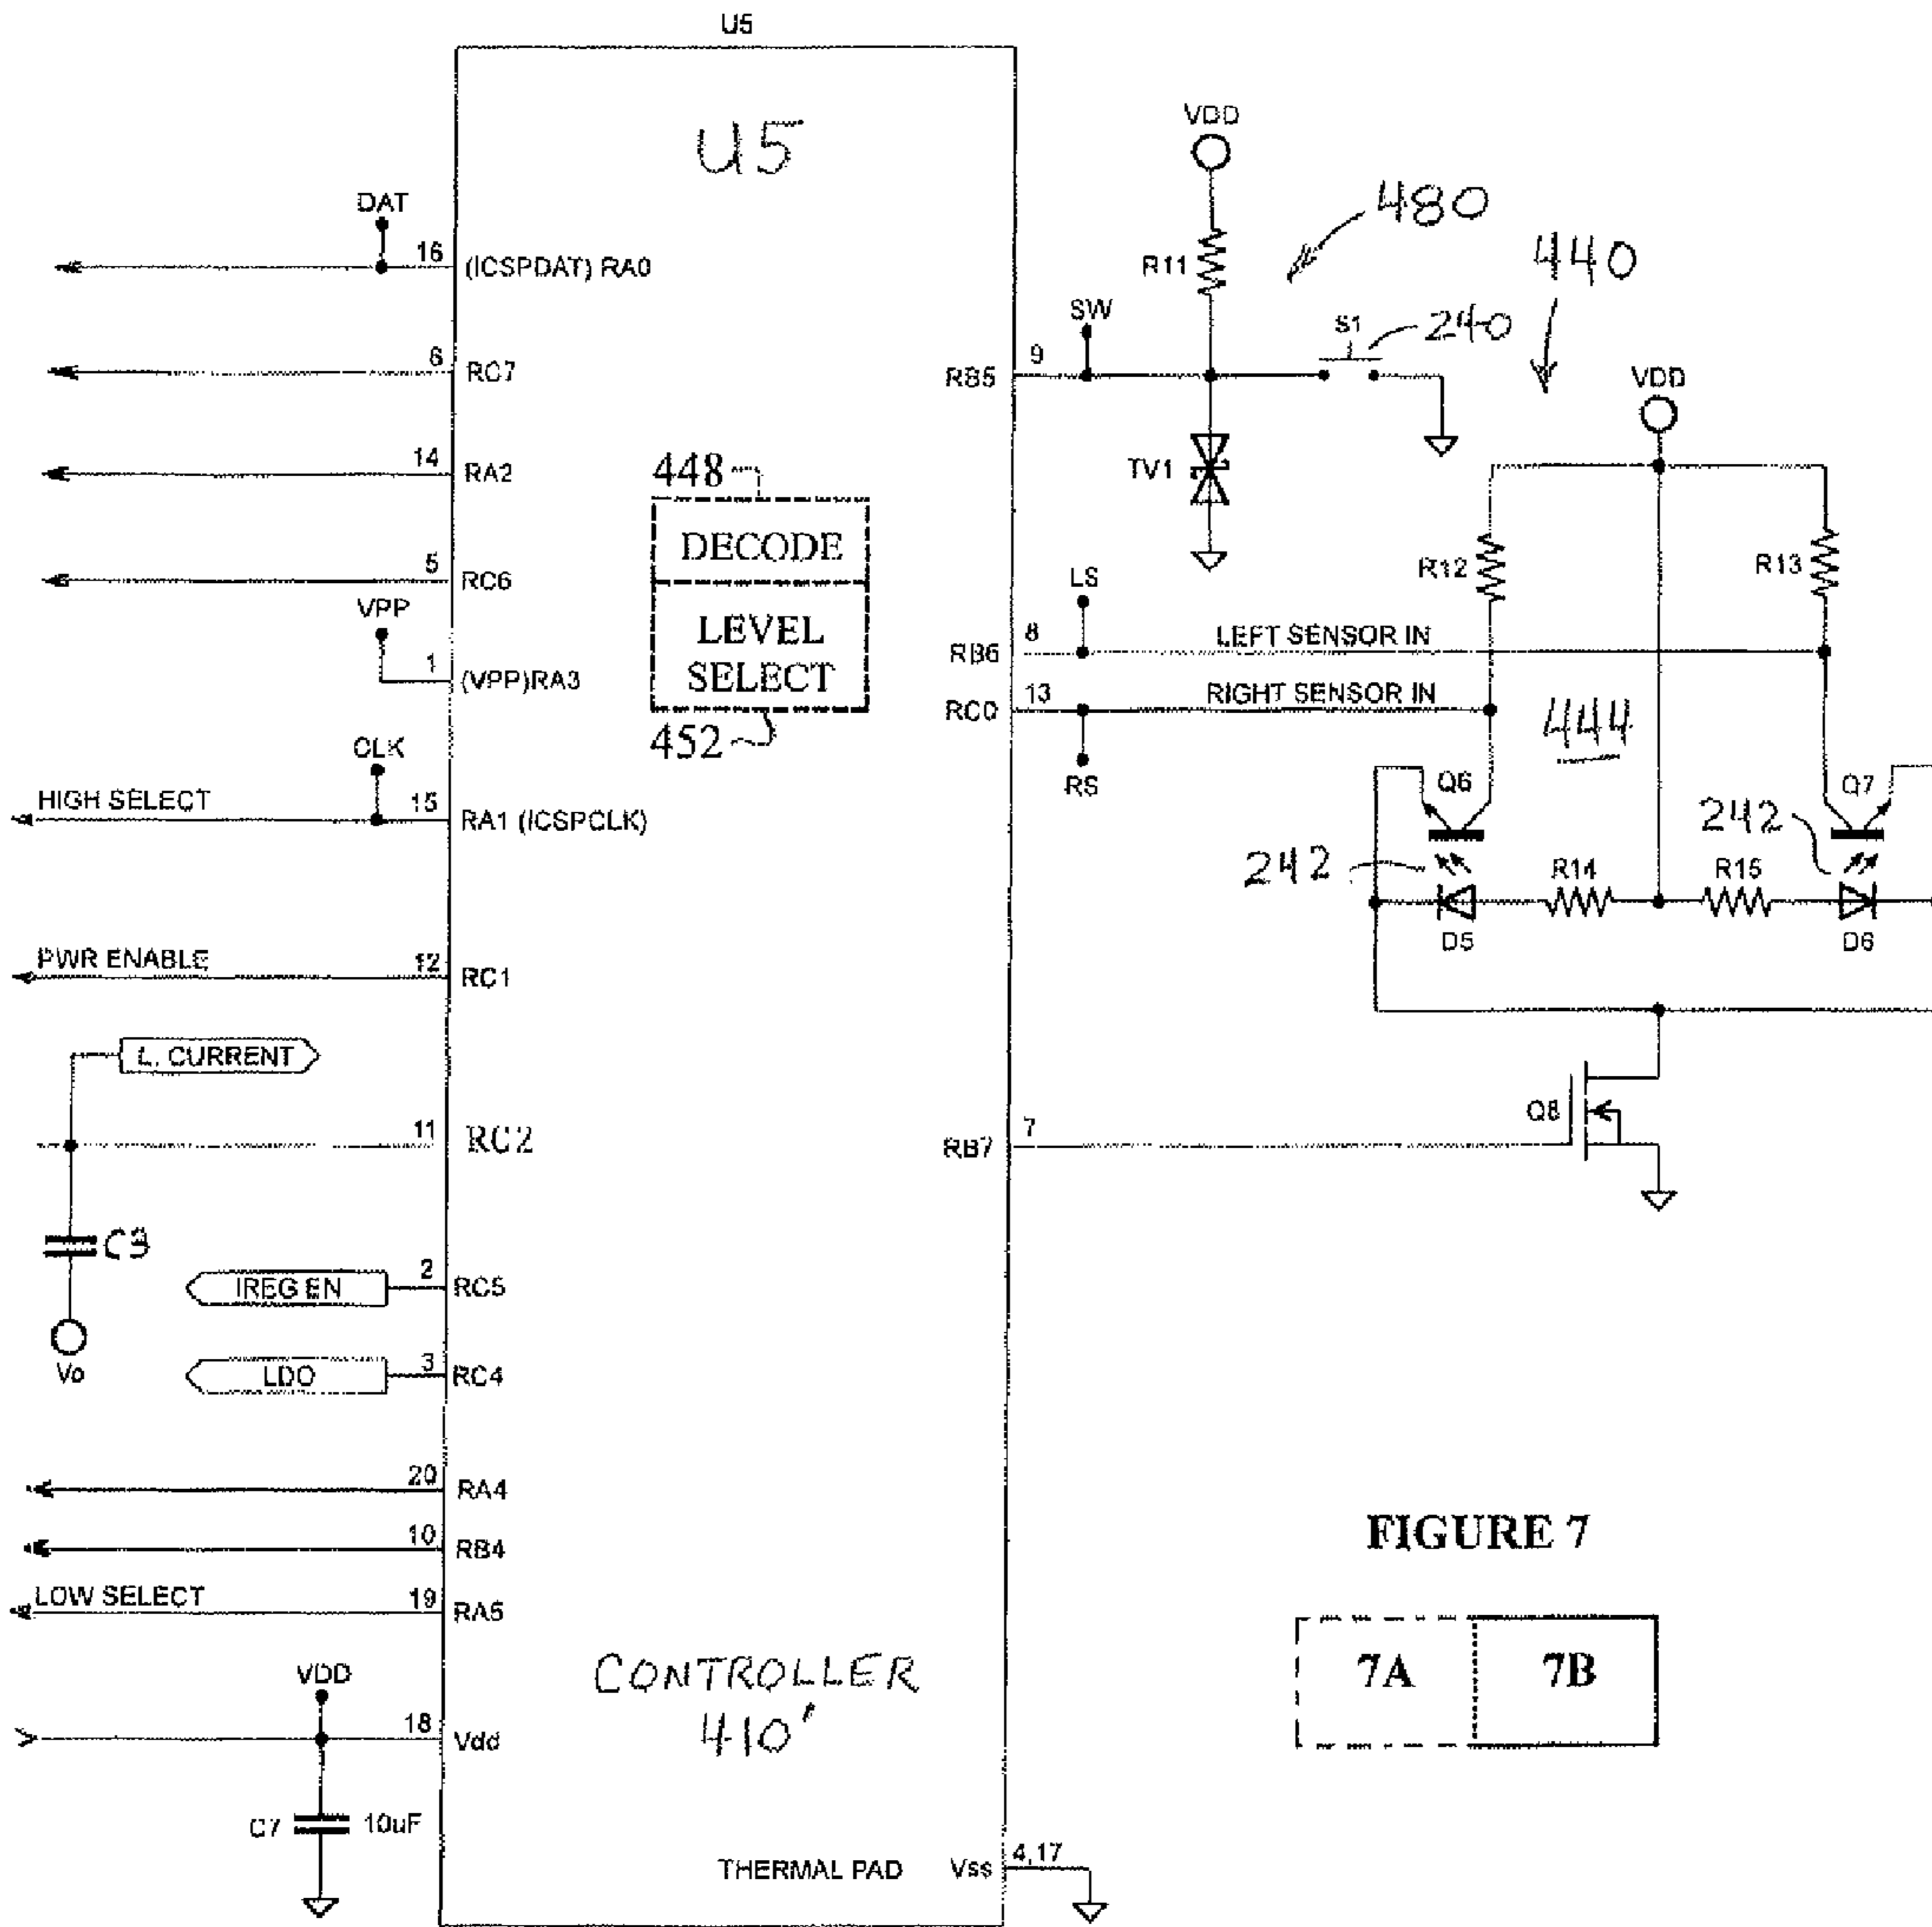 U5
U5
VDD
480
440
DAT
16
(ICSPDAT) RA0
R11
SW
S1
240
6
RC7
9
RB5
VDD
14
RA2
448
DECODE
TV1
5
RC6
LS
R12
R13
VPP
LEVEL
SELECT
8
RB6
LEFT SENSOR IN
1
(VPP)RA3
13
RC0
RIGHT SENSOR IN
452
444
CLK
RS
Q6
Q7
HIGH SELECT
15
RA1 (ICSPCLK)
242
242
R14
R15
D5
D6
PWR ENABLE
12
RC1
L. CURRENT
Q8
11
RC2
7
RB7
C3
IREG EN
2
RC5
Vo
LDO
3
RC4
20
RA4
10
RB4
FIGURE 7
LOW SELECT
19
RA5
7A
7B
CONTROLLER
410'
VDD
18
Vdd
C7
10uF
THERMAL PAD
Vss
4,17